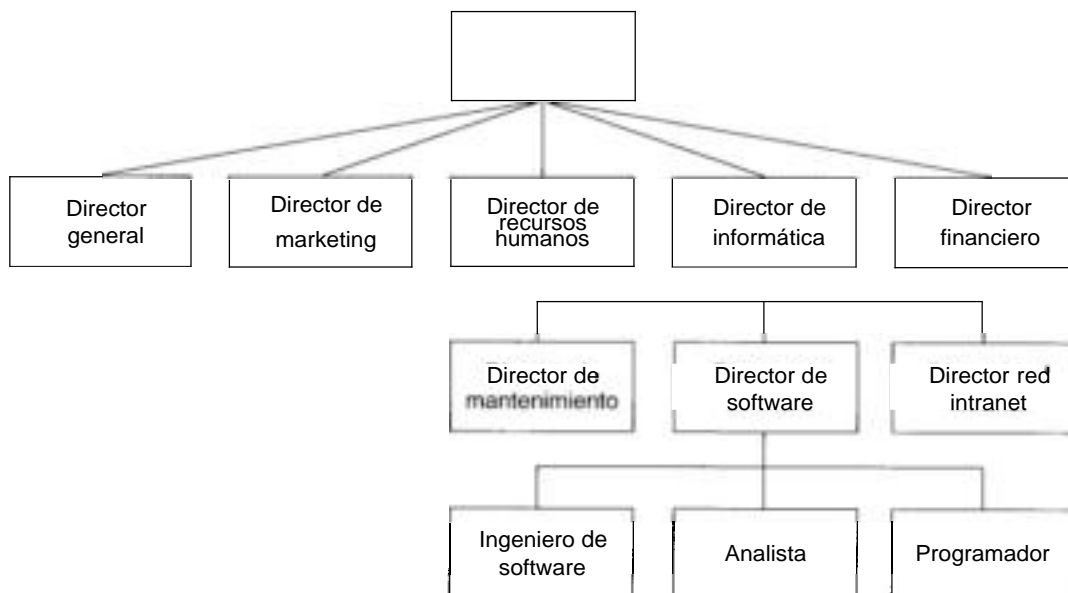 Director
general
Director de
marketing
Director de
recursos
humanos
Director de
informática
Director
financiero
Director de
mantenimiento
Director de
software
Director red
intranet
Ingeniero de
software
Analista
Programador